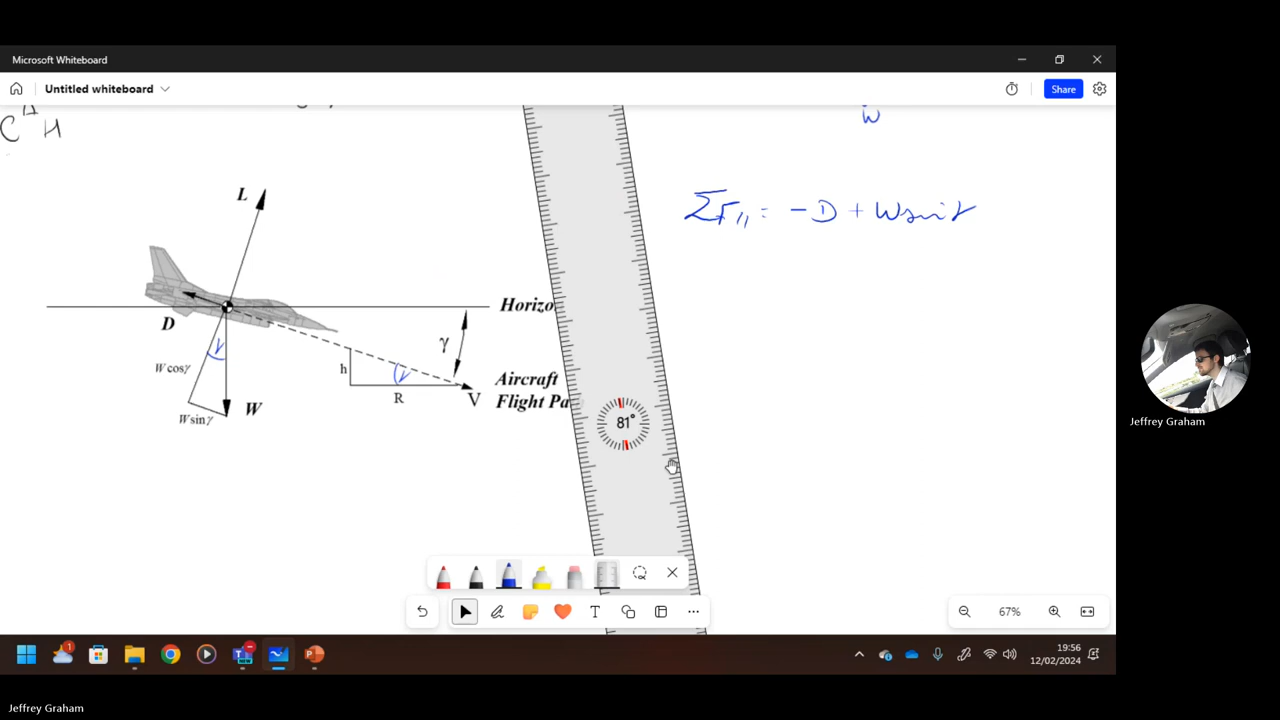 Microsoft Whiteboard
Untitled whiteboard
Share
C H
W
L
ΣF// = -D + W sin γ
Horizo
D
γ
γ
W cosγ
h
γ
Aircraft
R
V
Flight Pa
W
W sinγ
81°
67%
T
1
19:56
12/02/2024
Jeffrey Graham
Jeffrey Graham